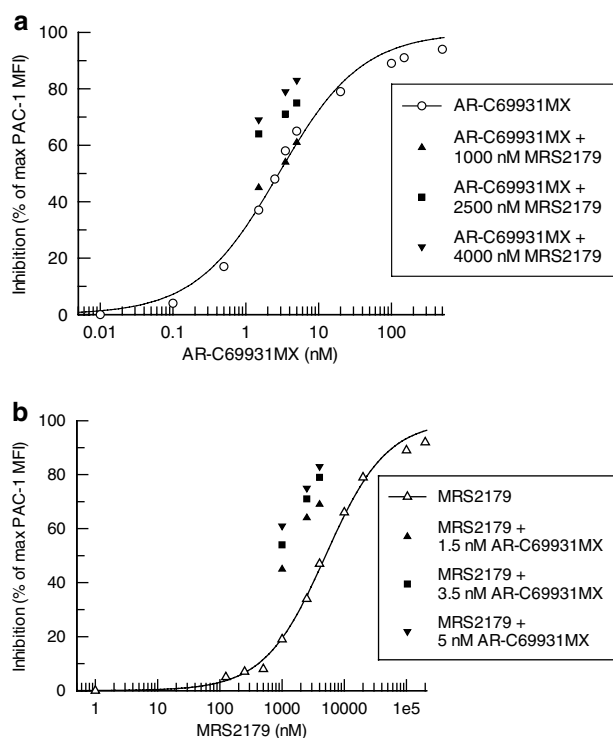 a
100
80
60
40
20
0
Inhibition (% of max PAC-1 MFI)
0.01 0.1 1 10 100
AR-C69931MX (nM)
AR-C69931MX
AR-C69931MX +
1000 nM MRS2179
AR-C69931MX +
2500 nM MRS2179
AR-C69931MX +
4000 nM MRS2179
b
100
80
60
40
20
0
Inhibition (% of max PAC-1 MFI)
1 10 100 1000 10000 1e5
MRS2179 (nM)
MRS2179
MRS2179 +
1.5 nM AR-C69931MX
MRS2179 +
3.5 nM AR-C69931MX
MRS2179 +
5 nM AR-C69931MX